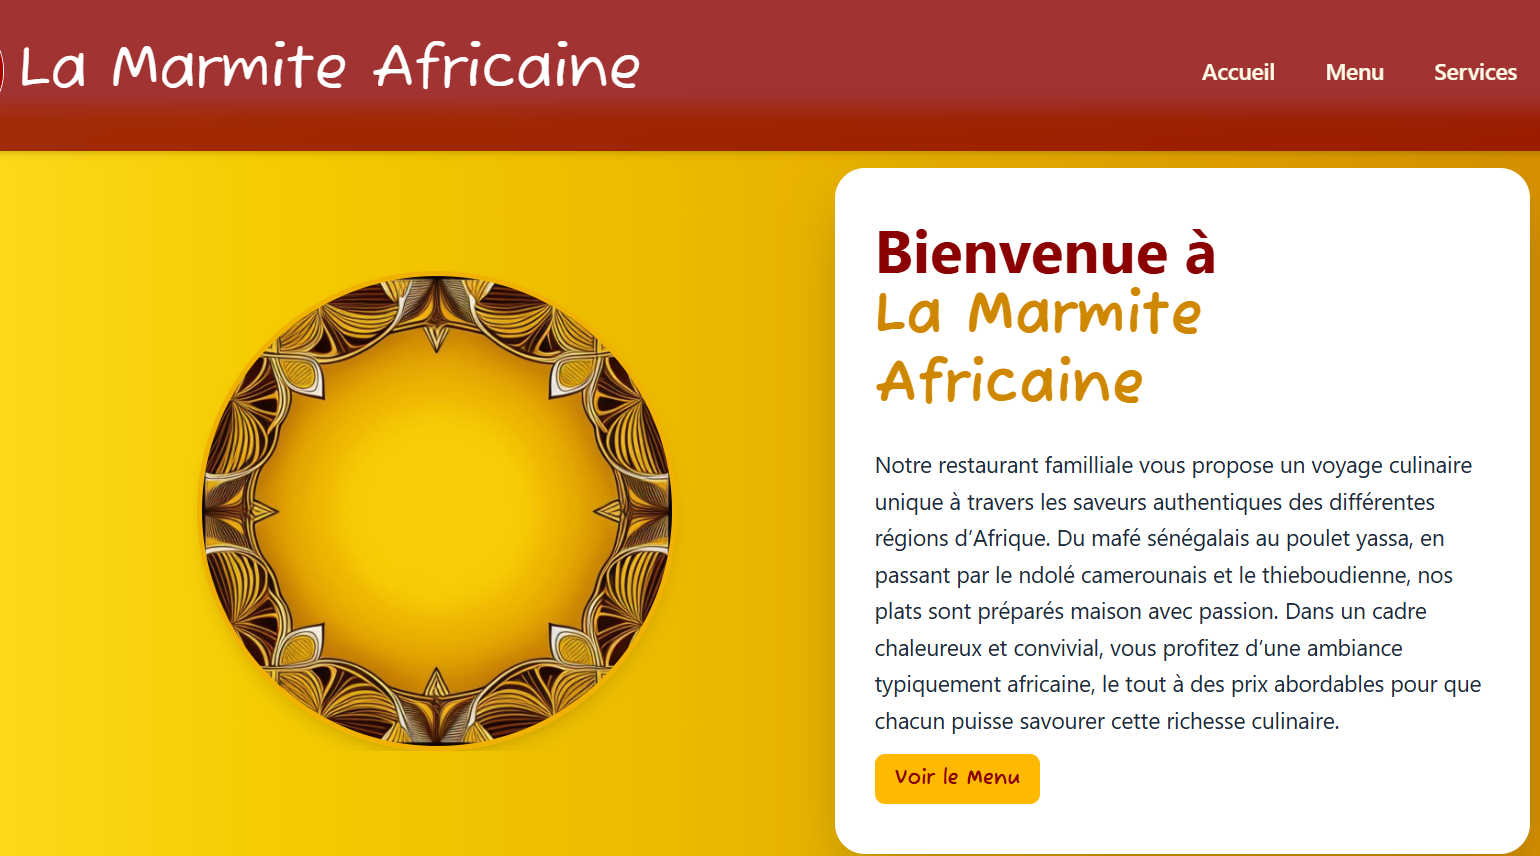 La Marmite Africaine
Accueil Menu Services
Bienvenue à
La Marmite
Africaine
Notre restaurant familliale vous propose un voyage culinaire
unique à travers les saveurs authentiques des différentes
régions d’Afrique. Du mafé sénégalais au poulet yassa, en
passant par le ndolé camerounais et le thieboudienne, nos
plats sont préparés maison avec passion. Dans un cadre
chaleureux et convivial, vous profitez d’une ambiance
typiquement africaine, le tout à des prix abordables pour que
chacun puisse savourer cette richesse culinaire.
Voir le Menu